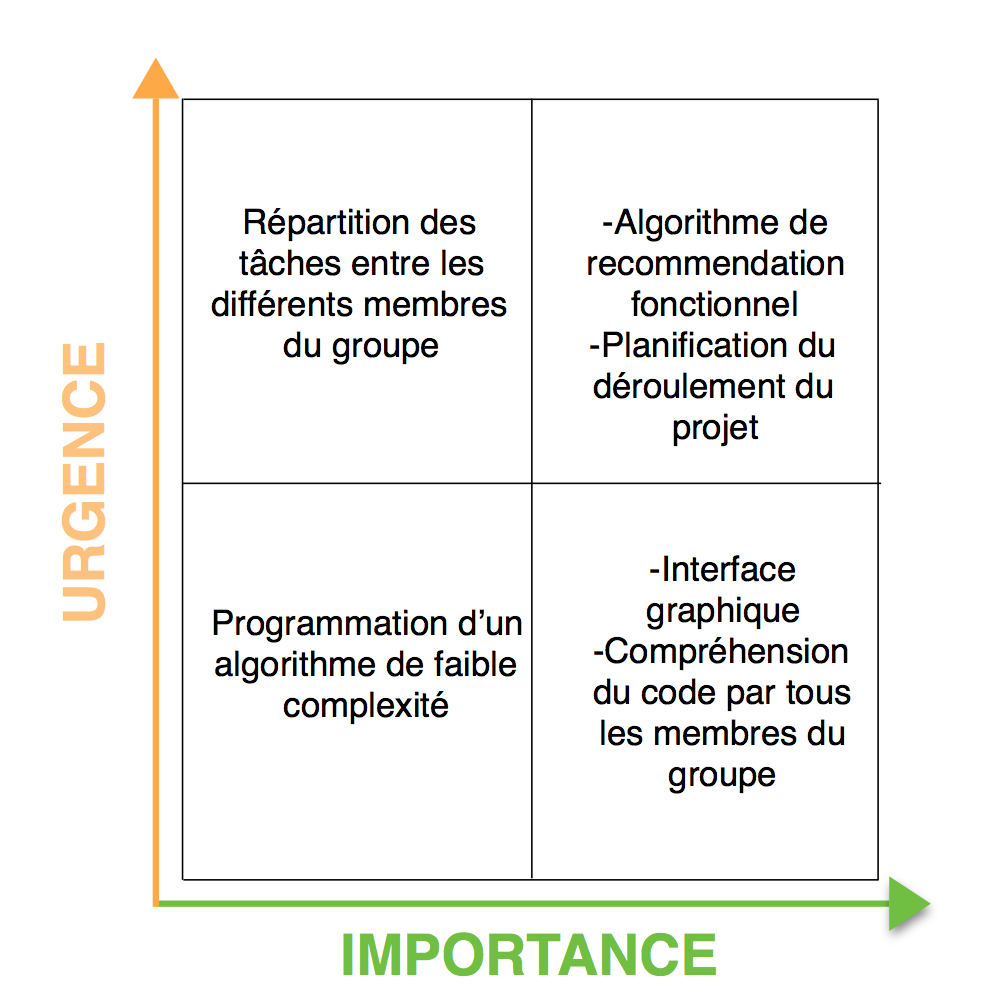 URGENCE
Répartition des
tâches entre les
différents membres
du groupe
-Algorithme de
recommendation
fonctionnel
-Planification du
déroulement du
projet
Programmation d’un
algorithme de faible
complexité
-Interface
graphique
-Compréhension
du code par tous
les membres du
groupe
IMPORTANCE